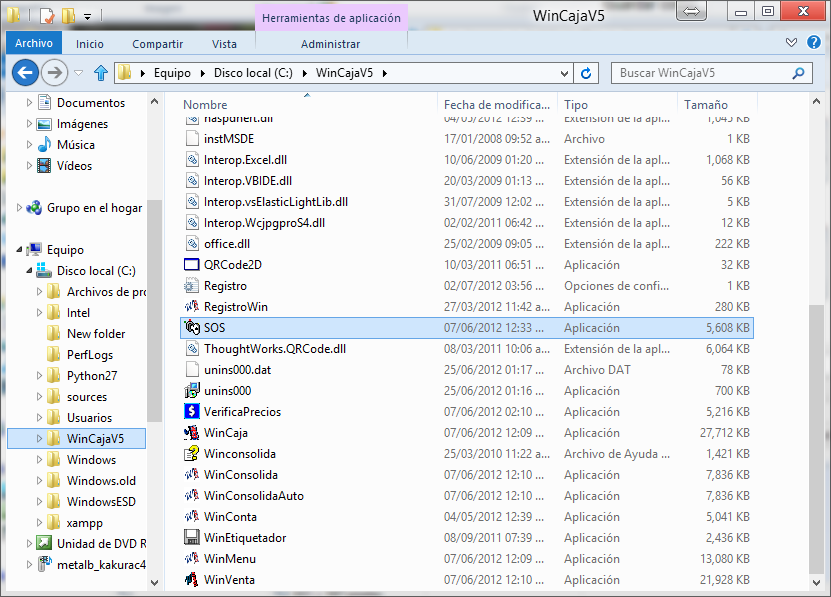 WinCajaV5
Herramientas de aplicación
Archivo Inicio Compartir Vista Administrar
Equipo Disco local (C:) WinCajaV5
Buscar WinCajaV5
Documentos
Imágenes
Música
Vídeos
Grupo en el hogar
Equipo
Disco local (C:)
Archivos de pro
Intel
New folder
PerfLogs
Python27
sources
Usuarios
WinCajaV5
Windows
Windows.old
WindowsESD
xampp
Unidad de DVD R
metalb_kakurac4
Nombre Fecha de modifica... Tipo Tamaño
04/05/2012 12:39 ... Extensión de la apl... 1,045 KB
instMSDE 17/01/2008 09:52 a... Archivo 1 KB
Interop.Excel.dll 10/06/2009 01:20 ... Extensión de la apl... 1,068 KB
Interop.VBIDE.dll 20/03/2009 01:13 ... Extensión de la apl... 56 KB
Interop.vsElasticLightLib.dll 31/07/2009 12:02 ... Extensión de la apl... 5 KB
Interop.WcjpgproS4.dll 02/02/2011 06:42 ... Extensión de la apl... 12 KB
office.dll 25/02/2009 09:05 ... Extensión de la apl... 222 KB
QRCode2D 10/03/2011 06:51 ... Aplicación 32 KB
Registro 02/07/2012 03:56 ... Opciones de confi... 1 KB
RegistroWin 27/03/2012 11:42 a... Aplicación 280 KB
SOS 07/06/2012 12:33 ... Aplicación 5,608 KB
ThoughtWorks.QRCode.dll 08/03/2011 10:06 a... Extensión de la apl... 6,064 KB
unins000.dat 25/06/2012 01:17 ... Archivo DAT 78 KB
unins000 25/06/2012 01:16 ... Aplicación 700 KB
VerificaPrecios 07/06/2012 02:10 ... Aplicación 5,216 KB
WinCaja 07/06/2012 12:09 ... Aplicación 27,712 KB
Winconsolida 25/03/2010 11:22 a... Archivo de Ayuda ... 1,421 KB
WinConsolida 07/06/2012 12:10 ... Aplicación 7,836 KB
WinConsolidaAuto 07/06/2012 12:10 ... Aplicación 7,836 KB
WinConta 04/05/2012 12:39 ... Aplicación 5,041 KB
WinEtiquetador 08/09/2011 07:39 ... Aplicación 2,436 KB
WinMenu 07/06/2012 12:09 ... Aplicación 13,080 KB
WinVenta 07/06/2012 12:10 ... Aplicación 21,928 KB